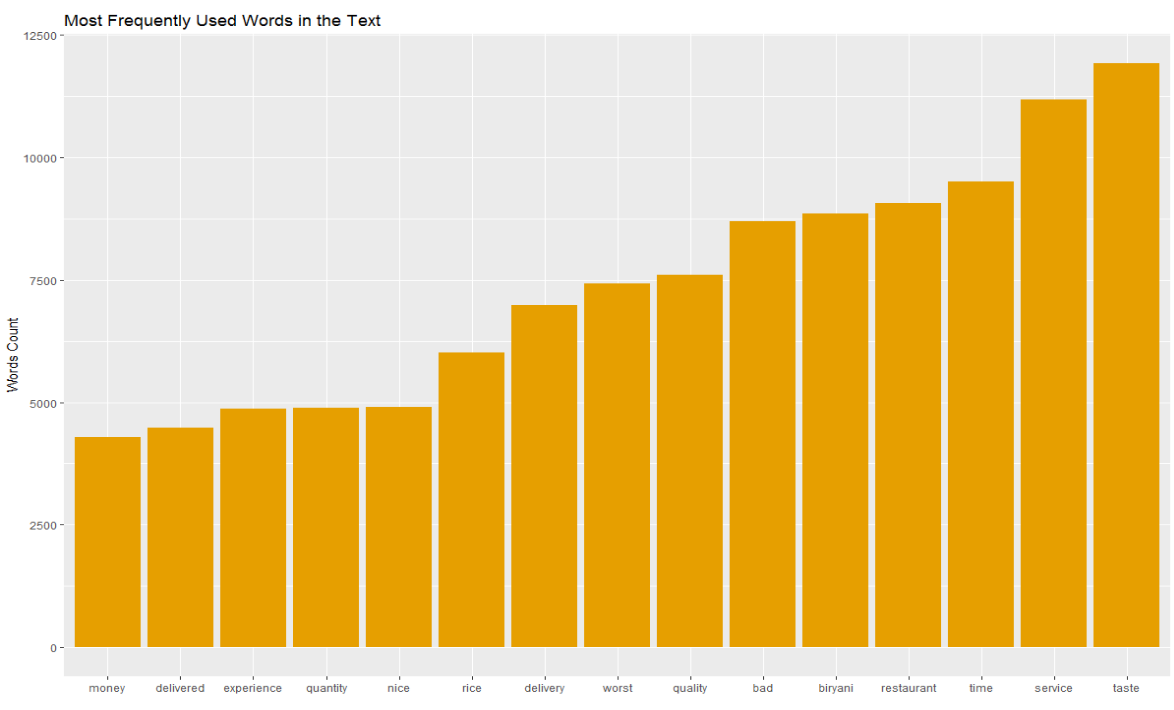 Most Frequently Used Words in the Text
Words Count
12500
10000
7500
5000
2500
0
money delivered experience quantity nice rice delivery worst quality bad biryani restaurant time service taste